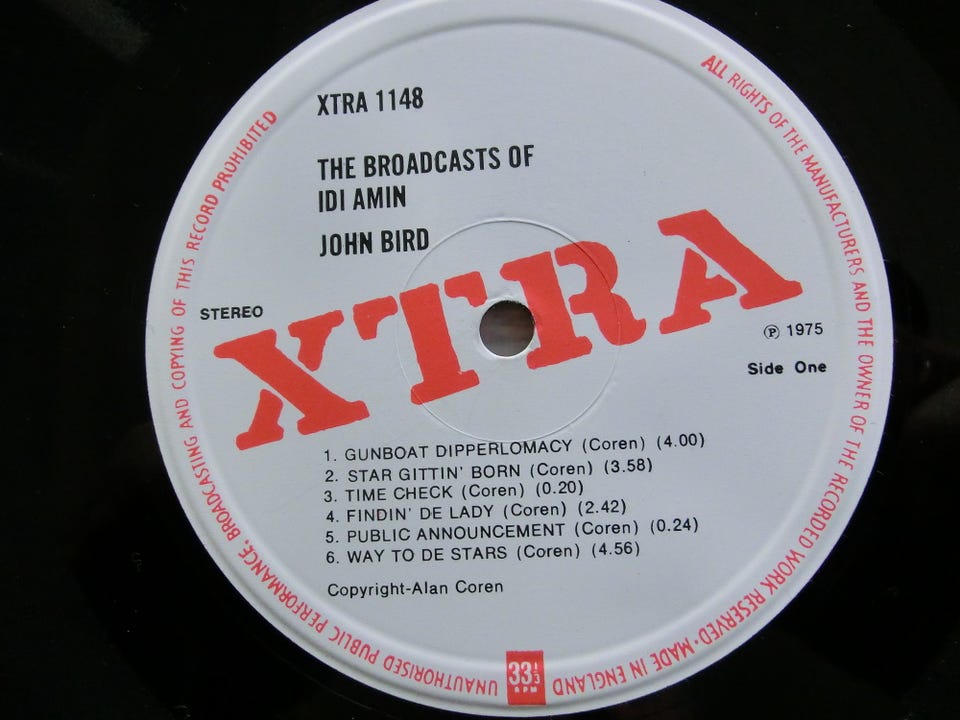 XTRA 1148
THE BROADCASTS OF
IDI AMIN
JOHN BIRD
STEREO
XTRA
℗ 1975
Side One
1. GUNBOAT DIPPERLOMACY (Coren) (4.00)
2. STAR GITTIN' BORN (Coren) (3.58)
3. TIME CHECK (Coren) (0.20)
4. FINDIN' DE LADY (Coren) (2.42)
5. PUBLIC ANNOUNCEMENT (Coren) (0.24)
6. WAY TO DE STARS (Coren) (4.56)
Copyright-Alan Coren
ALL RIGHTS OF THE MANUFACTURERS AND THE OWNER OF THE RECORDED WORK RESERVED · MADE IN ENGLAND
33 1/3
RPM
UNAUTHORISED PUBLIC PERFORMANCE, BROADCASTING AND COPYING OF THIS RECORD PROHIBITED